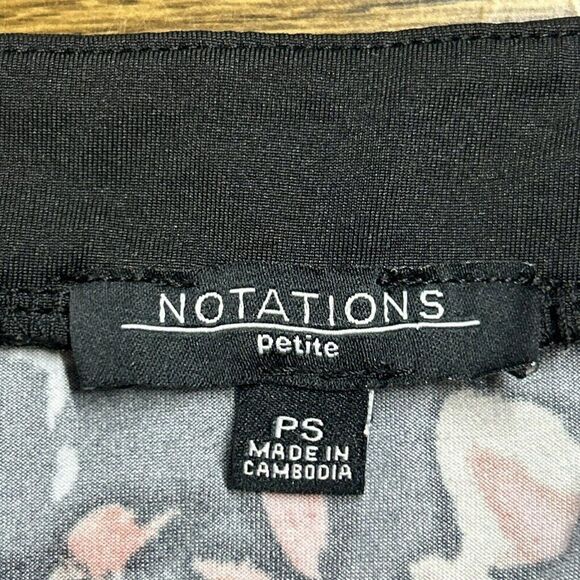 NOTATIONS
petite
PS
MADE IN
CAMBODIA